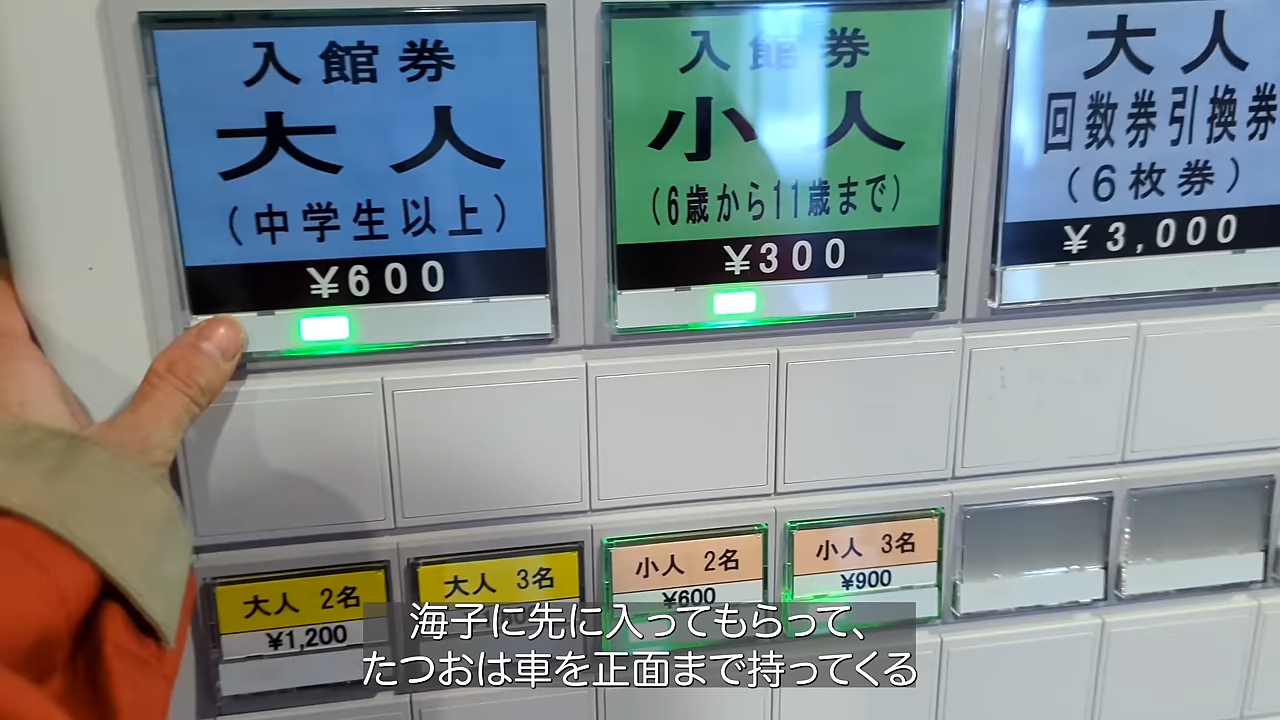 入館券
大人
（中学生以上）
¥600
入館券
小人
（6歳から11歳まで）
¥300
大人
回数券引換券
（6枚券）
¥3,000
大人 2名
¥1,200
大人 3名
小人 2名
¥600
小人 3名
¥900
海子に先に入ってもらって、
たつおは車を正面まで持ってくる